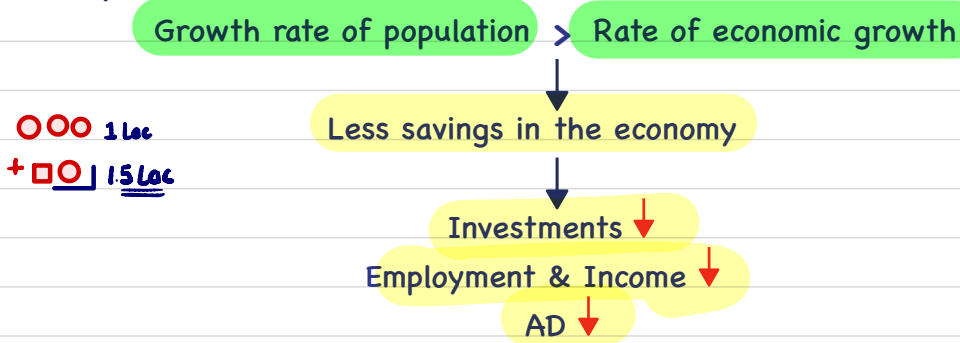 Growth rate of population > Rate of economic growth
Less savings in the economy
1 Lac
+ 1.5 Lac
Investments ↓
Employment & Income ↓
AD ↓